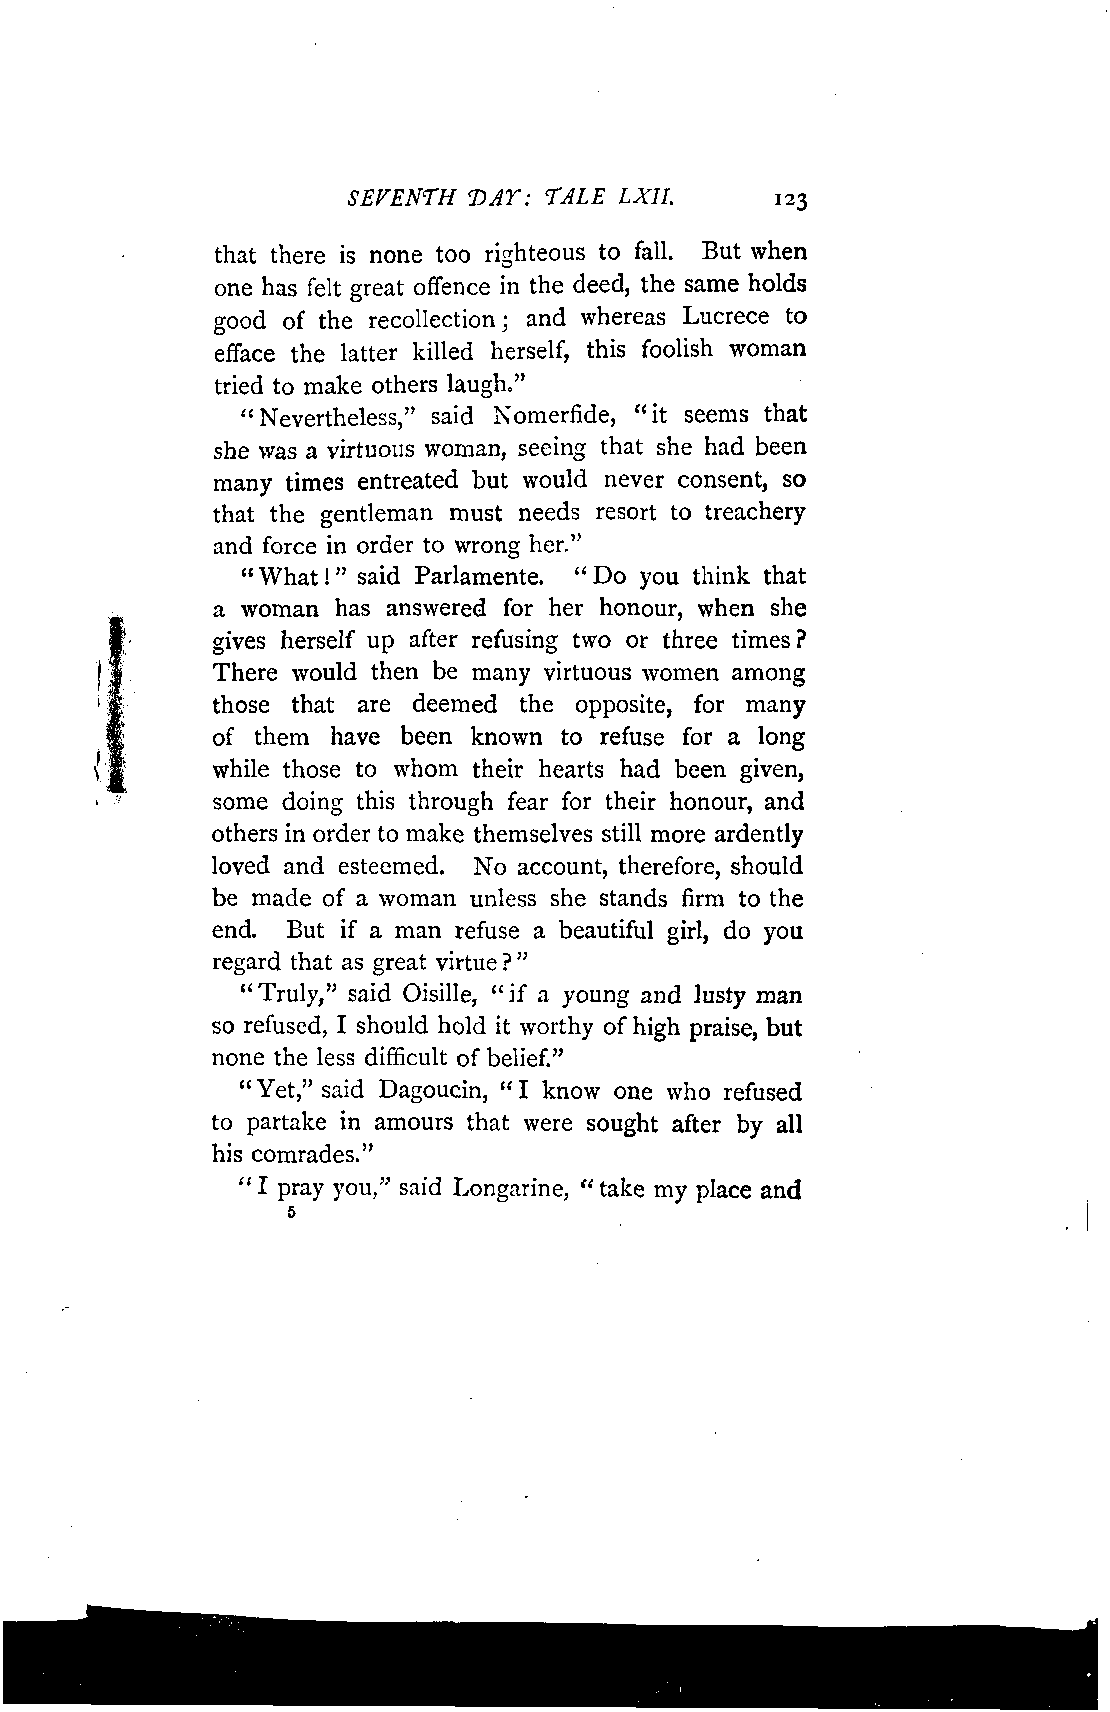 SEVENTH DAY: TALE LXII. 123
that there is none too righteous to fall. But when
one has felt great offence in the deed, the same holds
good of the recollection; and whereas Lucrece to
efface the latter killed herself, this foolish woman
tried to make others laugh."
"Nevertheless," said Nomerfide, "it seems that
she was a virtuous woman, seeing that she had been
many times entreated but would never consent, so
that the gentleman must needs resort to treachery
and force in order to wrong her."
"What!" said Parlamente. "Do you think that
a woman has answered for her honour, when she
gives herself up after refusing two or three times?
There would then be many virtuous women among
those that are deemed the opposite, for many
of them have been known to refuse for a long
while those to whom their hearts had been given,
some doing this through fear for their honour, and
others in order to make themselves still more ardently
loved and esteemed. No account, therefore, should
be made of a woman unless she stands firm to the
end. But if a man refuse a beautiful girl, do you
regard that as great virtue?"
"Truly," said Oisille, "if a young and lusty man
so refused, I should hold it worthy of high praise, but
none the less difficult of belief."
"Yet," said Dagoucin, "I know one who refused
to partake in amours that were sought after by all
his comrades."
"I pray you," said Longarine, "take my place and
5